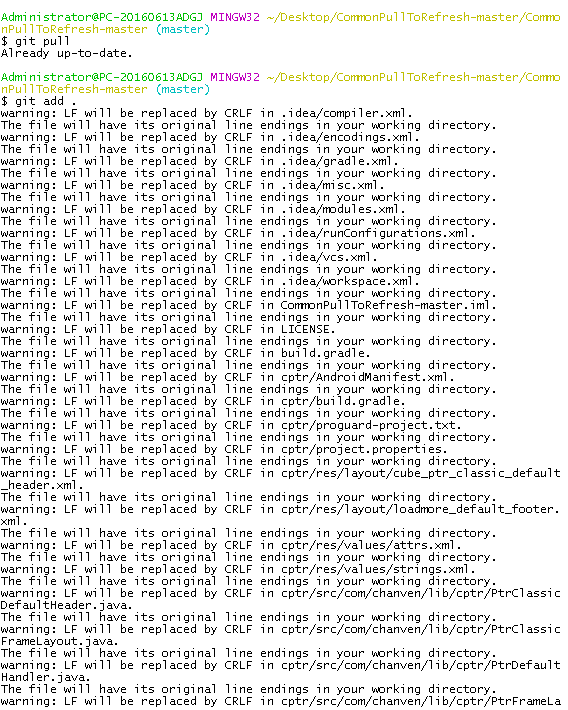 Administrator@PC-20160613ADGJ MINGW32 ~/Desktop/CommonPullToRefresh-master/Commo
nPullToRefresh-master (master)
$ git pull
Already up-to-date.
Administrator@PC-20160613ADGJ MINGW32 ~/Desktop/CommonPullToRefresh-master/Commo
nPullToRefresh-master (master)
$ git add .
warning: LF will be replaced by CRLF in .idea/compiler.xml.
The file will have its original line endings in your working directory.
warning: LF will be replaced by CRLF in .idea/encodings.xml.
The file will have its original line endings in your working directory.
warning: LF will be replaced by CRLF in .idea/gradle.xml.
The file will have its original line endings in your working directory.
warning: LF will be replaced by CRLF in .idea/misc.xml.
The file will have its original line endings in your working directory.
warning: LF will be replaced by CRLF in .idea/modules.xml.
The file will have its original line endings in your working directory.
warning: LF will be replaced by CRLF in .idea/runConfigurations.xml.
The file will have its original line endings in your working directory.
warning: LF will be replaced by CRLF in .idea/vcs.xml.
The file will have its original line endings in your working directory.
warning: LF will be replaced by CRLF in .idea/workspace.xml.
The file will have its original line endings in your working directory.
warning: LF will be replaced by CRLF in CommonPullToRefresh-master.iml.
The file will have its original line endings in your working directory.
warning: LF will be replaced by CRLF in LICENSE.
The file will have its original line endings in your working directory.
warning: LF will be replaced by CRLF in build.gradle.
The file will have its original line endings in your working directory.
warning: LF will be replaced by CRLF in cptr/AndroidManifest.xml.
The file will have its original line endings in your working directory.
warning: LF will be replaced by CRLF in cptr/build.gradle.
The file will have its original line endings in your working directory.
warning: LF will be replaced by CRLF in cptr/proguard-project.txt.
The file will have its original line endings in your working directory.
warning: LF will be replaced by CRLF in cptr/project.properties.
The file will have its original line endings in your working directory.
warning: LF will be replaced by CRLF in cptr/res/layout/cube_ptr_classic_default
_header.xml.
The file will have its original line endings in your working directory.
warning: LF will be replaced by CRLF in cptr/res/layout/loadmore_default_footer.
xml.
The file will have its original line endings in your working directory.
warning: LF will be replaced by CRLF in cptr/res/values/attrs.xml.
The file will have its original line endings in your working directory.
warning: LF will be replaced by CRLF in cptr/res/values/strings.xml.
The file will have its original line endings in your working directory.
warning: LF will be replaced by CRLF in cptr/src/com/chanven/lib/cptr/PtrClassic
DefaultHeader.java.
The file will have its original line endings in your working directory.
warning: LF will be replaced by CRLF in cptr/src/com/chanven/lib/cptr/PtrClassic
FrameLayout.java.
The file will have its original line endings in your working directory.
warning: LF will be replaced by CRLF in cptr/src/com/chanven/lib/cptr/PtrDefault
Handler.java.
The file will have its original line endings in your working directory.
warning: LF will be replaced by CRLF in cptr/src/com/chanven/lib/cptr/PtrFrameLa